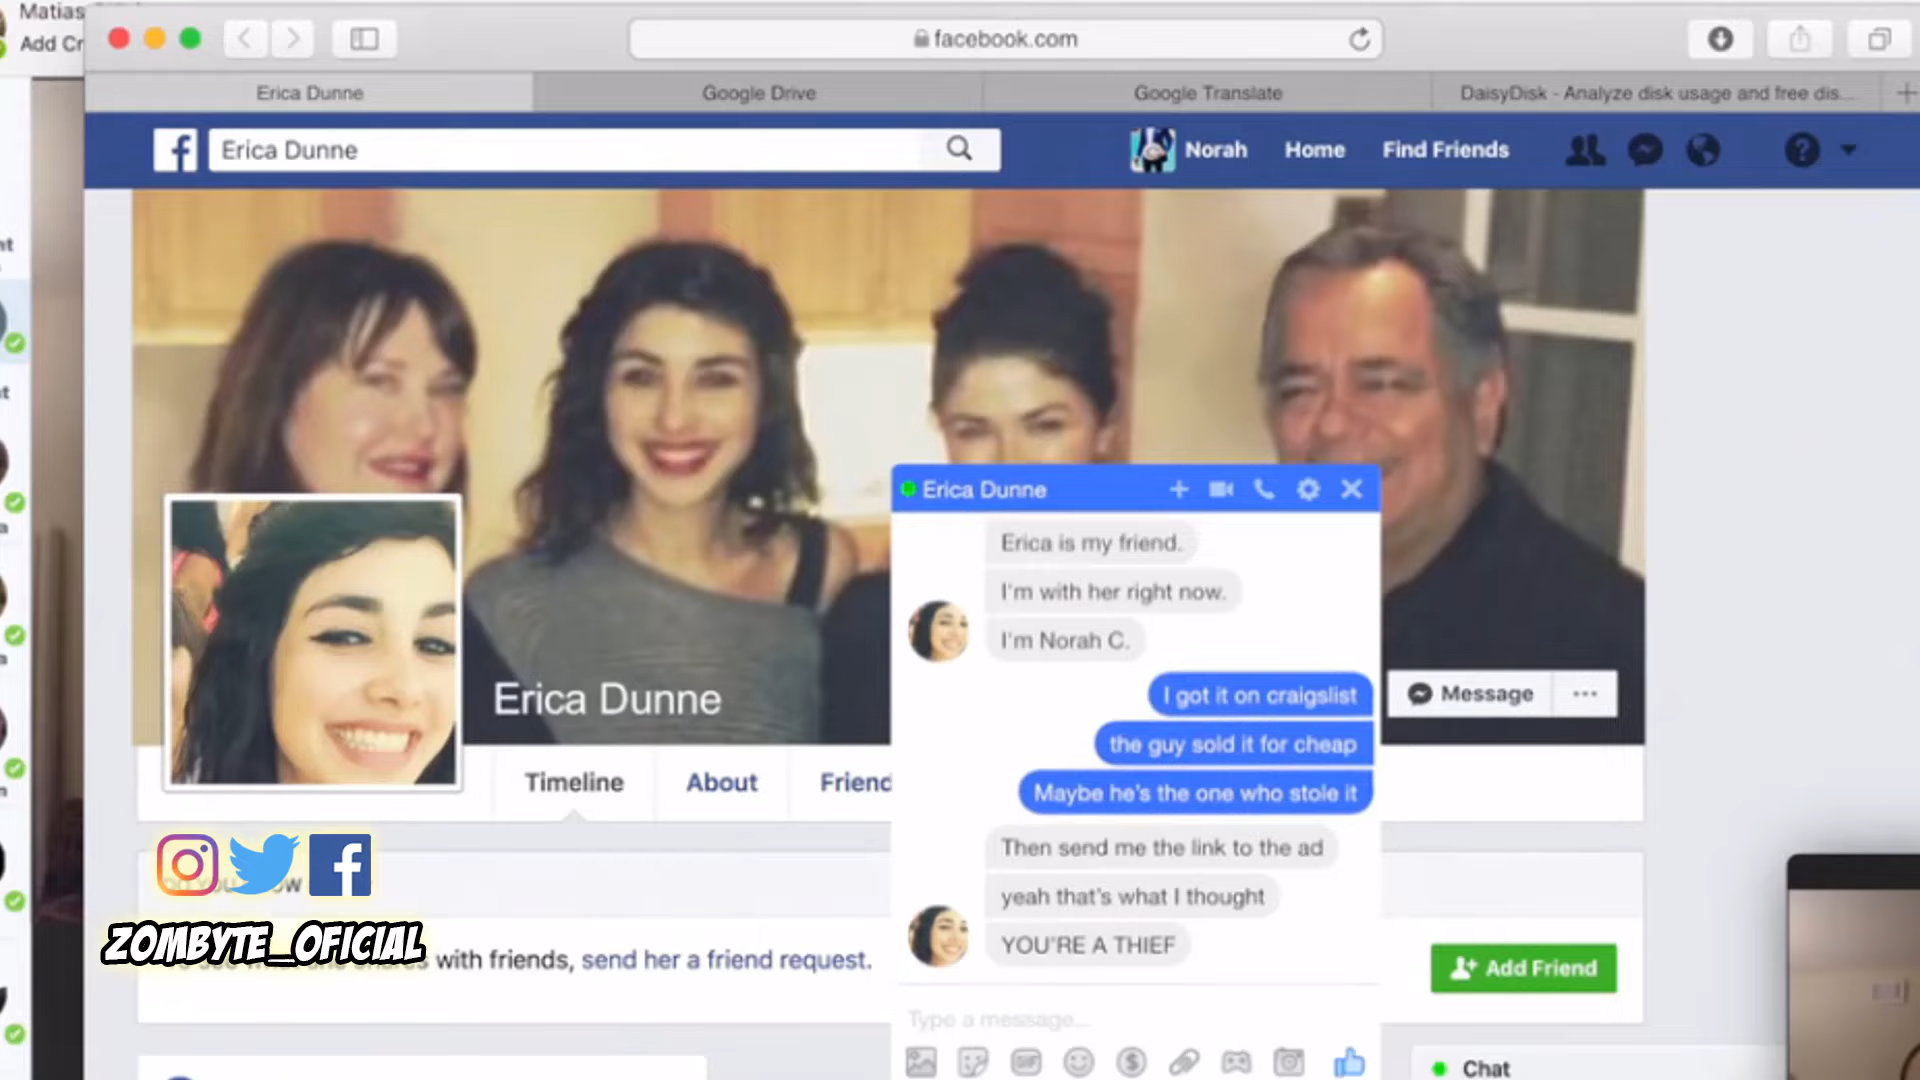 Matias
Add Cr
facebook.com
Erica Dunne
Google Drive
Google Translate
DaisyDisk - Analyze disk usage and free dis...
Erica Dunne
Norah
Home
Find Friends
Erica Dunne
Message
Timeline
About
Friend
Erica Dunne
Erica is my friend.
I'm with her right now.
I'm Norah C.
I got it on craigslist
the guy sold it for cheap
Maybe he's the one who stole it
Then send me the link to the ad
yeah that's what I thought
YOU'RE A THIEF
Type a message...
GIF
ZOMBYTE_OFICIAL
with friends, send her a friend request.
Add Friend
Chat